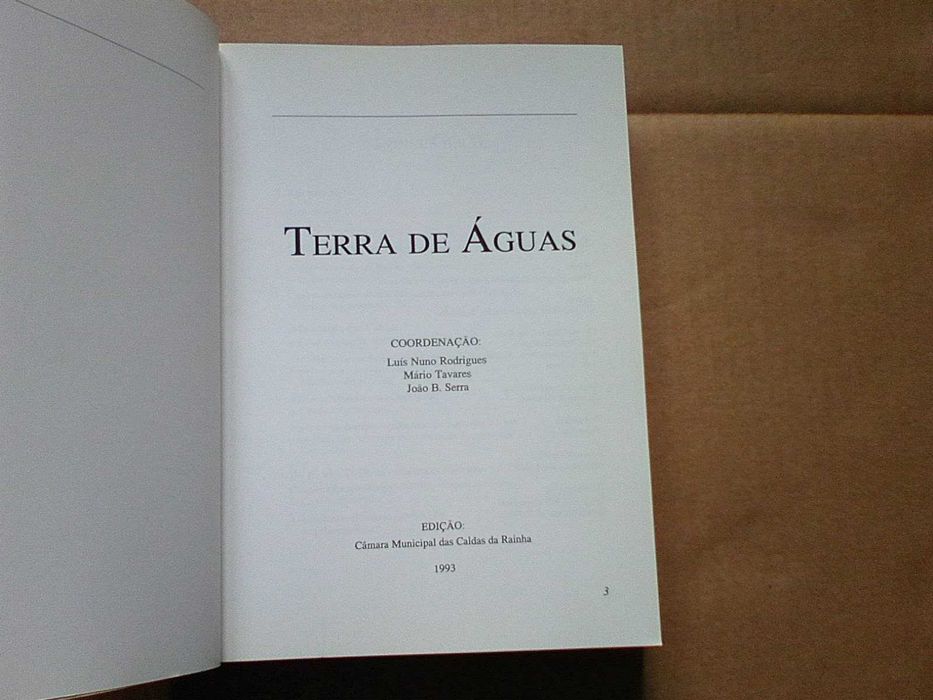 TERRA DE ÁGUAS
COORDENAÇÃO:
Luís Nuno Rodrigues
Mário Tavares
João B. Serra
EDIÇÃO:
Câmara Municipal das Caldas da Rainha
1993
3